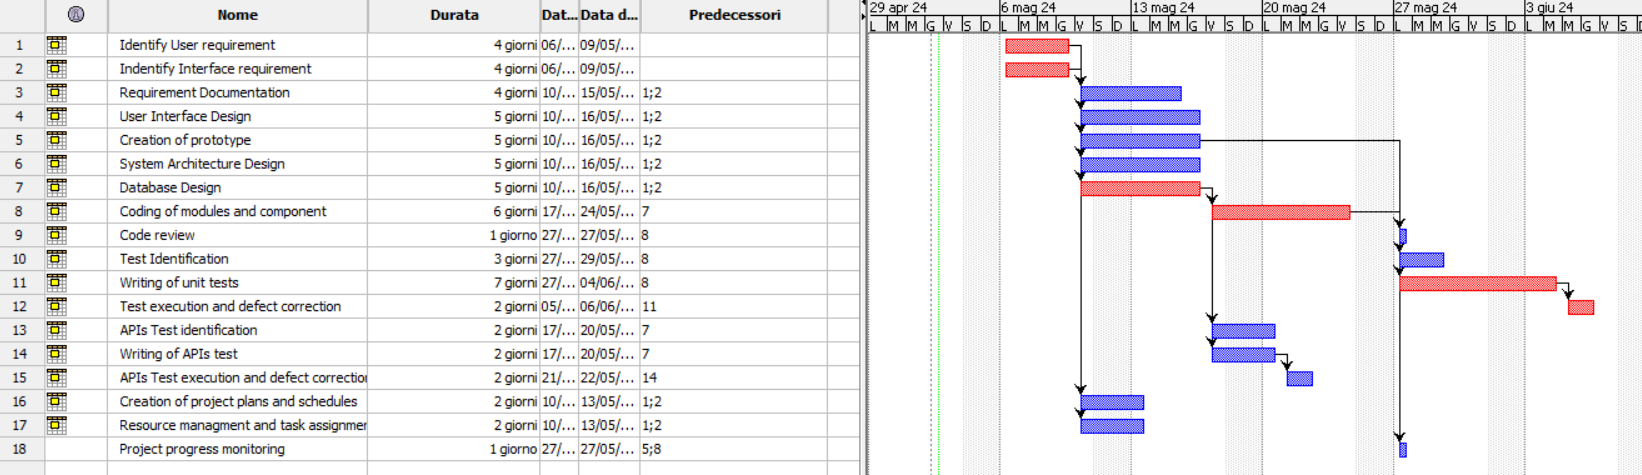 Nome Durata Dat... Data d... Predecessori
29 apr 24 6 mag 24 13 mag 24 20 mag 24 27 mag 24 3 giu 24
L M M G V S D L M M G V S D L M M G V S D L M M G V S D L M M G V S D L M M G V S D
1 Identify User requirement 4 giorni 06/... 09/05/...
2 Indentify Interface requirement 4 giorni 06/... 09/05/...
3 Requirement Documentation 4 giorni 10/... 15/05/... 1;2
4 User Interface Design 5 giorni 10/... 16/05/... 1;2
5 Creation of prototype 5 giorni 10/... 16/05/... 1;2
6 System Architecture Design 5 giorni 10/... 16/05/... 1;2
7 Database Design 5 giorni 10/... 16/05/... 1;2
8 Coding of modules and component 6 giorni 17/... 24/05/... 7
9 Code review 1 giorno 27/... 27/05/... 8
10 Test Identification 3 giorni 27/... 29/05/... 8
11 Writing of unit tests 7 giorni 27/... 04/06/... 8
12 Test execution and defect correction 2 giorni 05/... 06/06/... 11
13 APIs Test identification 2 giorni 17/... 20/05/... 7
14 Writing of APIs test 2 giorni 17/... 20/05/... 7
15 APIs Test execution and defect correction 2 giorni 21/... 22/05/... 14
16 Creation of project plans and schedules 2 giorni 10/... 13/05/... 1;2
17 Resource managment and task assignmer 2 giorni 10/... 13/05/... 1;2
18 Project progress monitoring 1 giorno 27/... 27/05/... 5;8